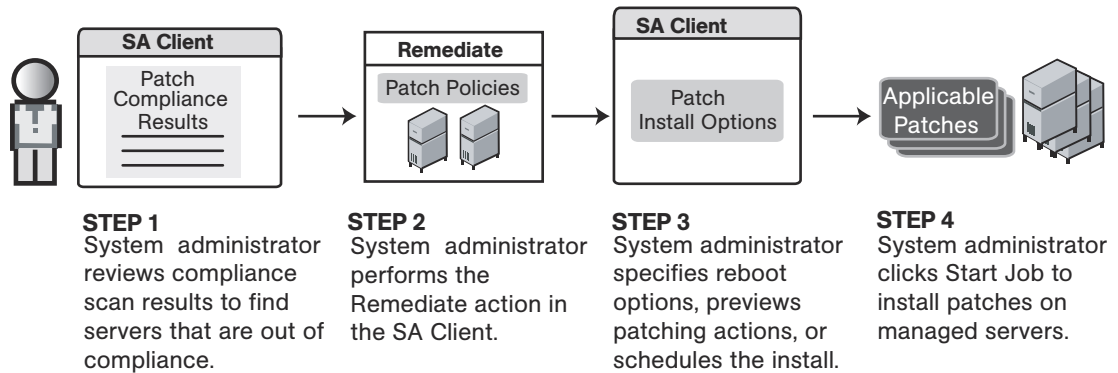 SA Client
Patch
Compliance
Results
Remediate
Patch Policies
SA Client
Patch
Install Options
Applicable
Patches
STEP 1
System administrator
reviews compliance
scan results to find
servers that are out of
compliance.
STEP 2
System administrator
performs the
Remediate action in
the SA Client.
STEP 3
System administrator
specifies reboot
options, previews
patching actions, or
schedules the install.
STEP 4
System administrator
clicks Start Job to
install patches on
managed servers.